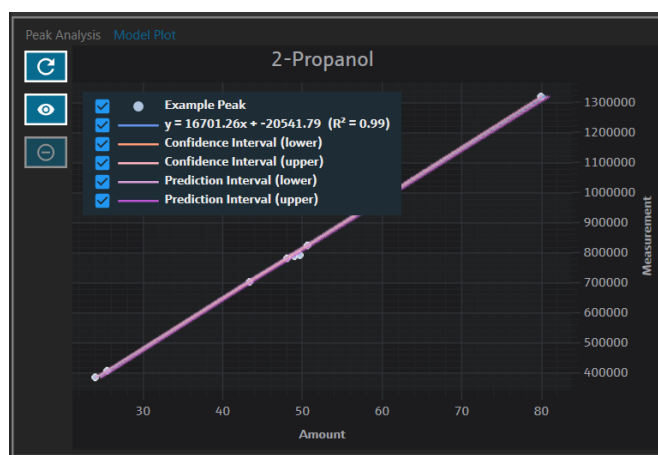 Peak Analysis Model Plot
2-Propanol
Example Peak
y = 16701.26x + -20541.79 (R² = 0.99)
Confidence Interval (lower)
Confidence Interval (upper)
Prediction Interval (lower)
Prediction Interval (upper)
1300000
1200000
1100000
1000000
900000
800000
700000
600000
500000
400000
Measurement
30 40 50 60 70 80
Amount